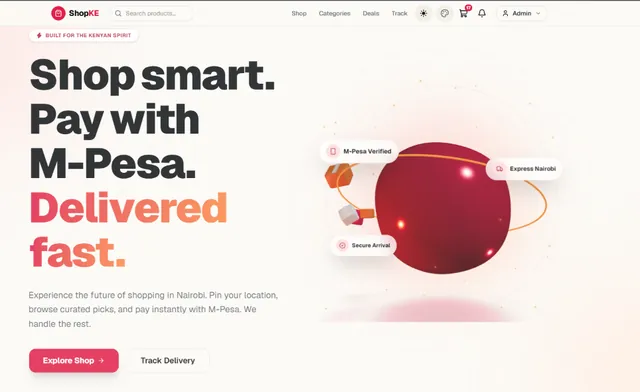 ShopKE
Search products...
Shop
Categories
Deals
Track
Admin
BUILT FOR THE KENYAN SPIRIT
Shop smart.
Pay with
M-Pesa.
Delivered
fast.
M-Pesa Verified
Express Nairobi
Secure Arrival
Experience the future of shopping in Nairobi. Pin your location,
browse curated picks, and pay instantly with M-Pesa. We
handle the rest.
Explore Shop →
Track Delivery